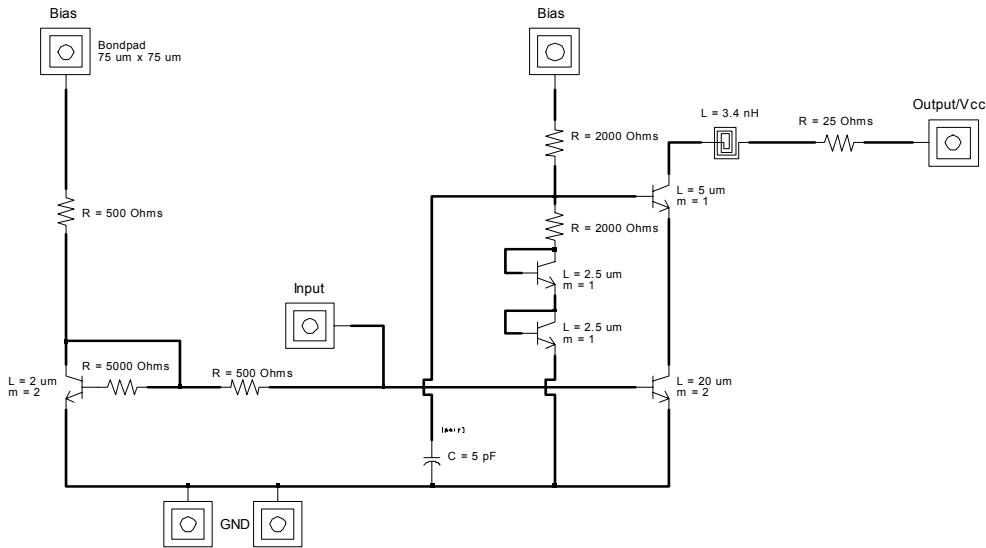 Bias
Bondpad
75 um x 75 um
Bias
R = 2000 Ohms
L = 3.4 nH
R = 25 Ohms
Output/Vcc
R = 500 Ohms
L = 5 um
m = 1
R = 2000 Ohms
L = 2.5 um
m = 1
Input
L = 2.5 um
m = 1
L = 2 um
m = 2
R = 5000 Ohms
R = 500 Ohms
L = 20 um
m = 2
C = 5 pF
GND